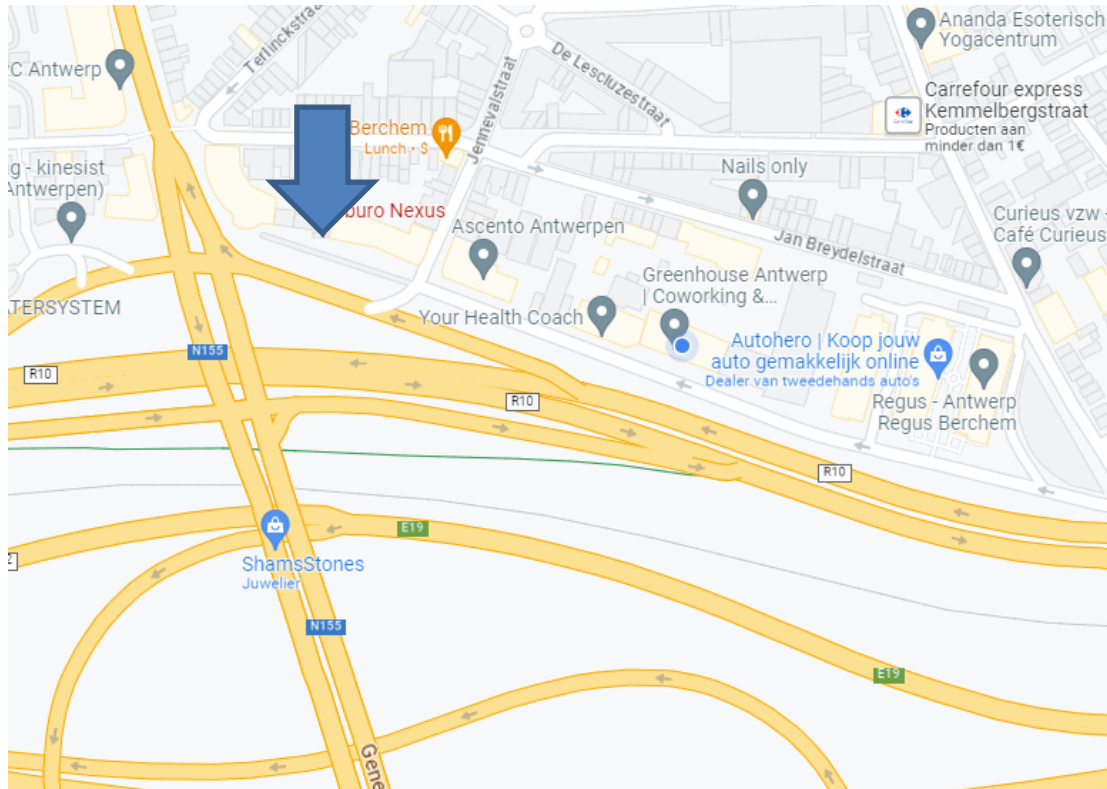 Ananda Esoterisch
Yogacentrum
Terlinckstraat
C Antwerp
De Lescluzestraat
Jennevalstraat
Carrefour express
Kemmelbergstraat
Producten aan
minder dan 1€
Berchem
Lunch • $
g - kinesist
Antwerpen)
Nails only
buro Nexus
Ascento Antwerpen
Jan Breydelstraat
Curieus vzw -
Café Curieus
Greenhouse Antwerp
| Coworking &...
ATERSYSTEM
Your Health Coach
Autohero | Koop jouw
auto gemakkelijk online
Dealer van tweedehands auto's
N155
R10
Regus - Antwerp
Regus Berchem
R10
R10
E19
ShamsStones
Juwelier
2
N155
E19
Gene